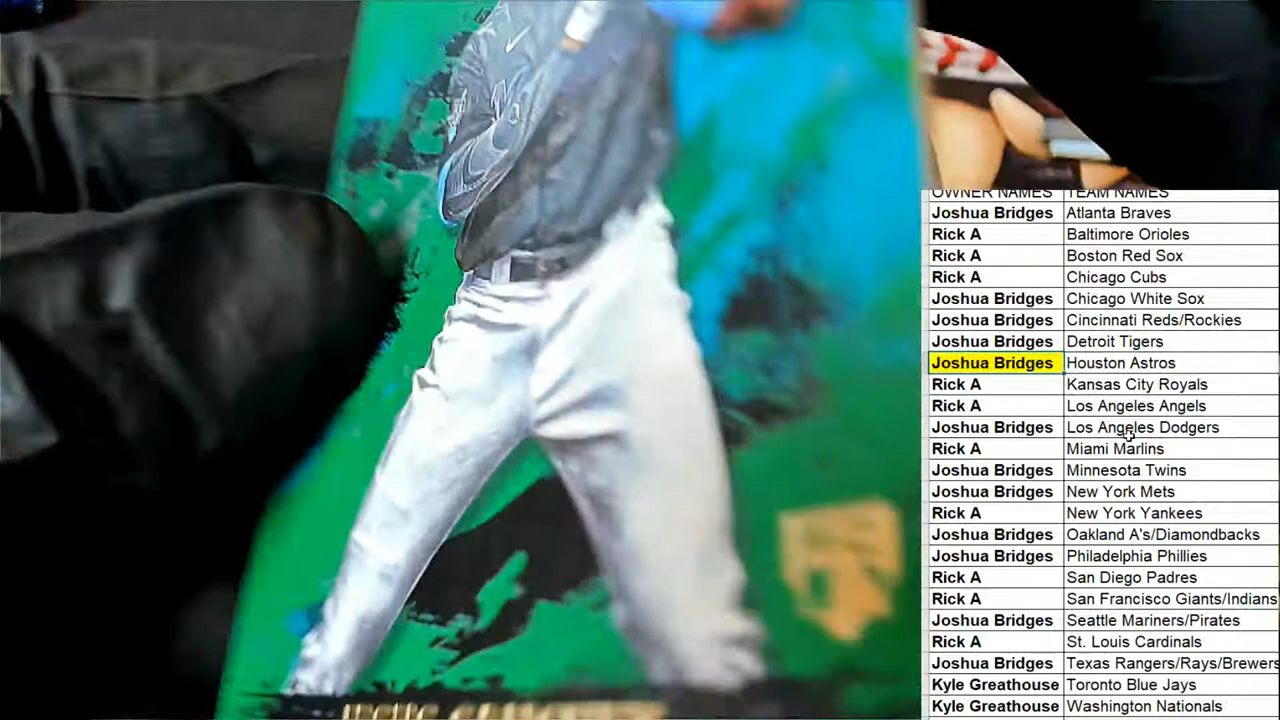 OWNER NAMES TEAM NAMES
Joshua Bridges Atlanta Braves
Rick A Baltimore Orioles
Rick A Boston Red Sox
Rick A Chicago Cubs
Joshua Bridges Chicago White Sox
Joshua Bridges Cincinnati Reds/Rockies
Joshua Bridges Detroit Tigers
Joshua Bridges Houston Astros
Rick A Kansas City Royals
Rick A Los Angeles Angels
Joshua Bridges Los Angeles Dodgers
Rick A Miami Marlins
Joshua Bridges Minnesota Twins
Joshua Bridges New York Mets
Rick A New York Yankees
Joshua Bridges Oakland A's/Diamondbacks
Joshua Bridges Philadelphia Phillies
Rick A San Diego Padres
Rick A San Francisco Giants/Indians
Joshua Bridges Seattle Mariners/Pirates
Rick A St. Louis Cardinals
Joshua Bridges Texas Rangers/Rays/Brewers
Kyle Greathouse Toronto Blue Jays
Kyle Greathouse Washington Nationals